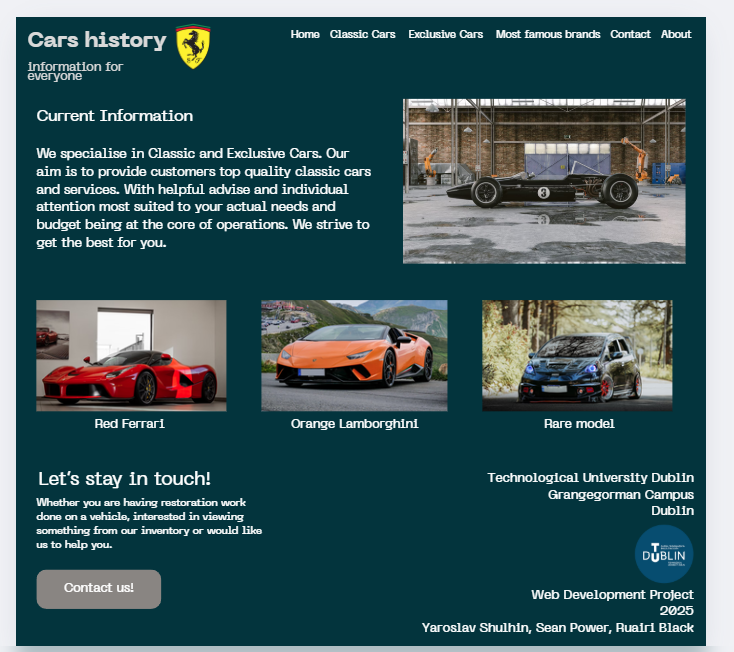 Cars history
information for
everyone
Home Classic Cars Exclusive Cars Most famous brands Contact About
Current Information
We specialise in Classic and Exclusive Cars. Our
aim is to provide customers top quality classic cars
and services. With helpful advise and individual
attention most suited to your actual needs and
budget being at the core of operations. We strive to
get the best for you.
3
Red Ferrari
Orange Lamborghini
Rare model
Let's stay in touch!
Whether you are having restoration work
done on a vehicle, interested in viewing
something from our inventory or would like
us to help you.
Contact us!
Technological University Dublin
Grangegorman Campus
Dublin
T
DUBLIN
Web Development Project
2025
Yaroslav Shulhin, Sean Power, Ruairi Black